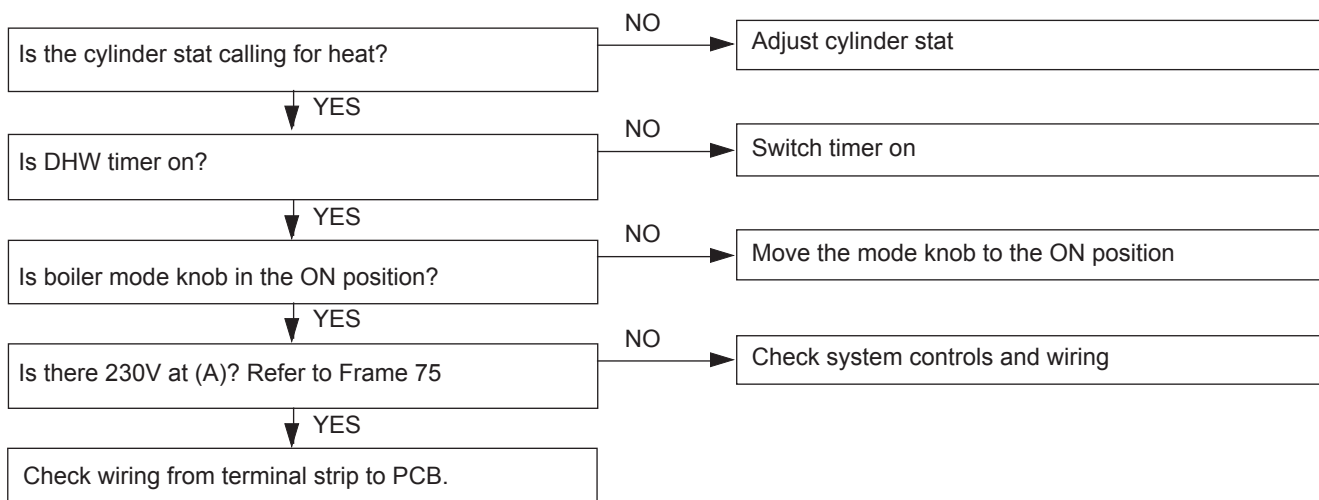 Is the cylinder stat calling for heat?
NO
Adjust cylinder stat
YES
Is DHW timer on?
NO
Switch timer on
YES
Is boiler mode knob in the ON position?
NO
Move the mode knob to the ON position
YES
Is there 230V at (A)? Refer to Frame 75
NO
Check system controls and wiring
YES
Check wiring from terminal strip to PCB.